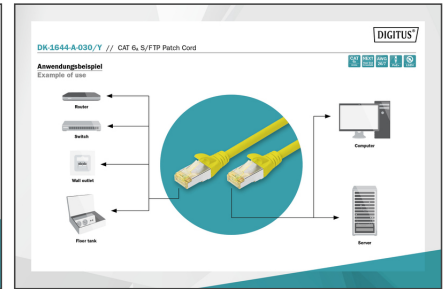 DIGITUS®
DK-1644-A-030/Y // CAT 6A S/FTP Patch Cord
Anwendungsbeispiel
Example of use
Router
Switch
Wall outlet
Floor tank
Computer
Server